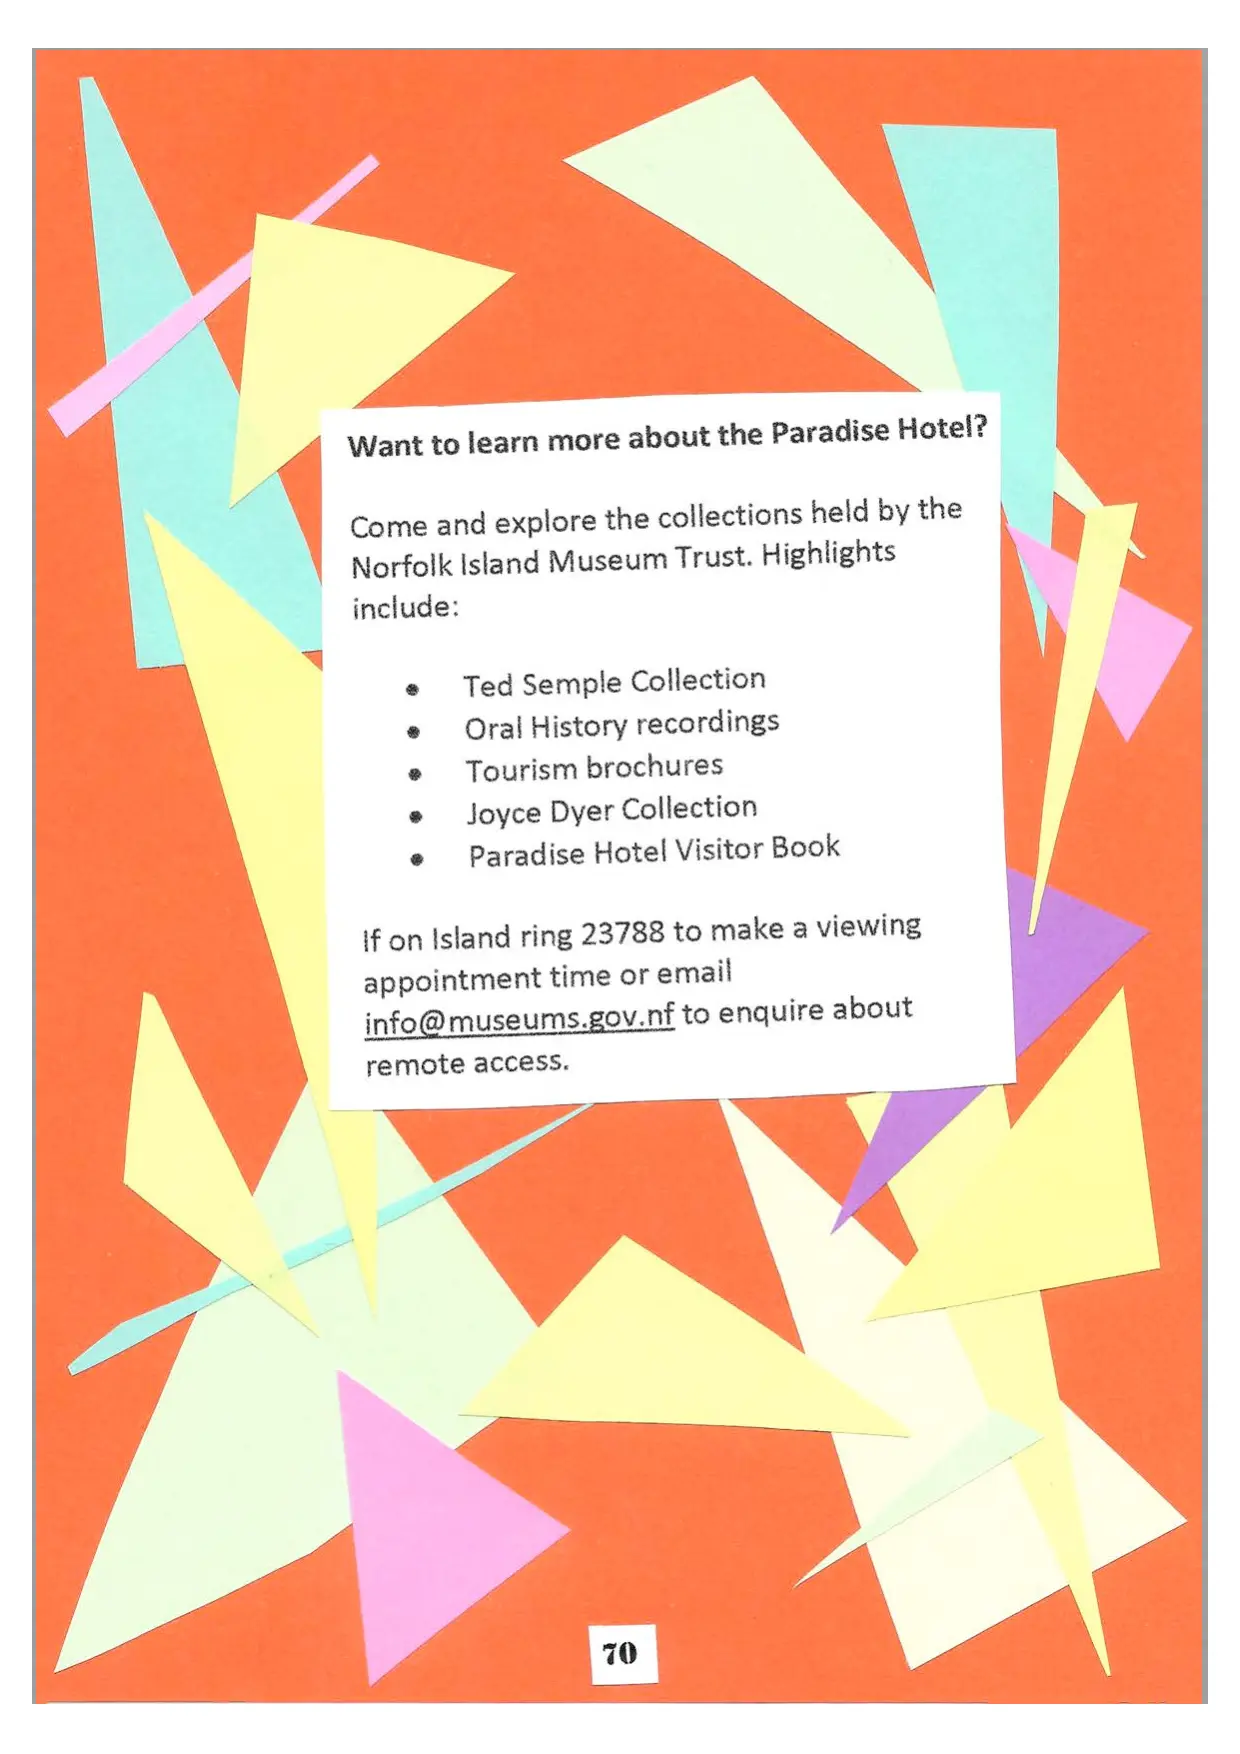 Want to learn more about the Paradise Hotel?
Come and explore the collections held by the
Norfolk Island Museum Trust. Highlights
include:
• Ted Semple Collection
• Oral History recordings
• Tourism brochures
• Joyce Dyer Collection
• Paradise Hotel Visitor Book
If on Island ring 23788 to make a viewing
appointment time or email
info@museums.gov.nf to enquire about
remote access.
70